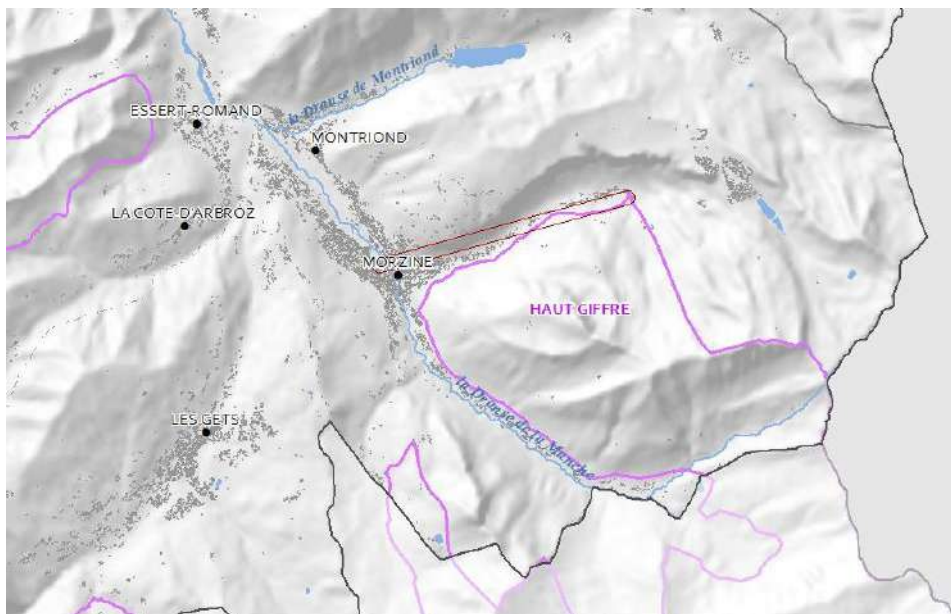 la Dranse de Montriond
ESSERT-ROMAND
MONTRIOND
LA COTE-D'ARBROZ
MORZINE
HAUT GIFFRE
la Dranse de la Manche
LES GETS